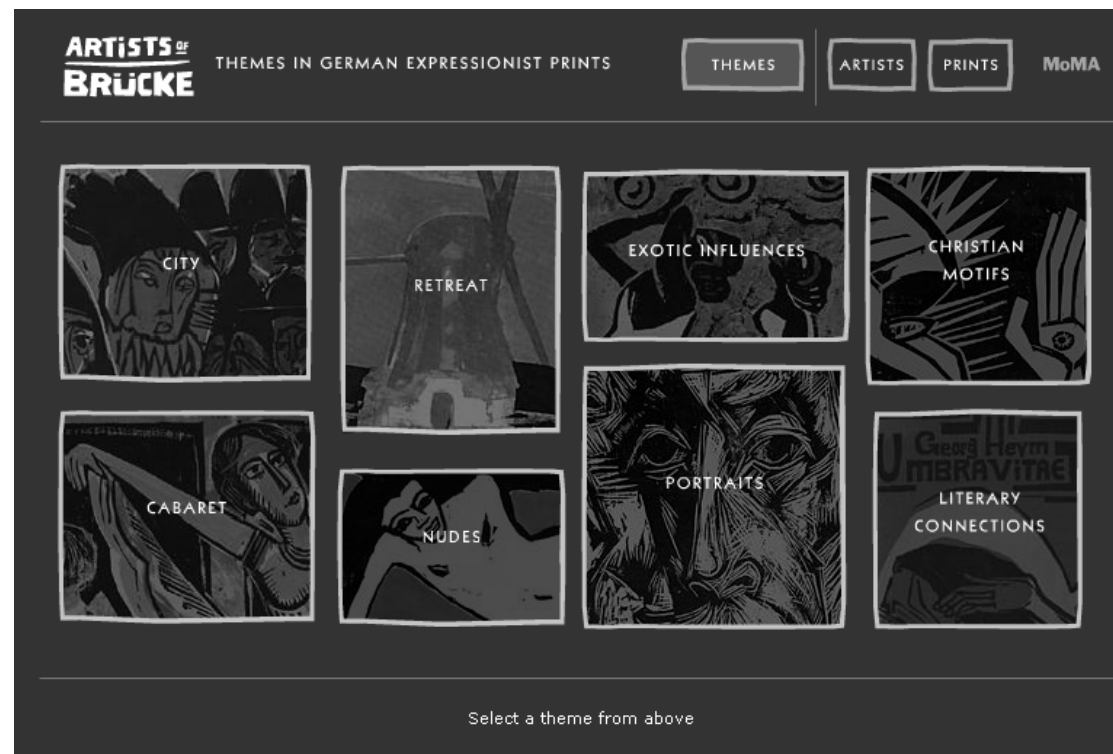 ARTiSTS OF
BRüCKE
THEMES IN GERMAN EXPRESSIONIST PRINTS
THEMES
ARTISTS
PRINTS
MoMA
CITY
RETREAT
EXOTIC INFLUENCES
CHRISTIAN
MOTIFS
CABARET
NUDES
PORTRAITS
Georg Heym
UMBRA VITAE
LITERARY
CONNECTIONS
Select a theme from above